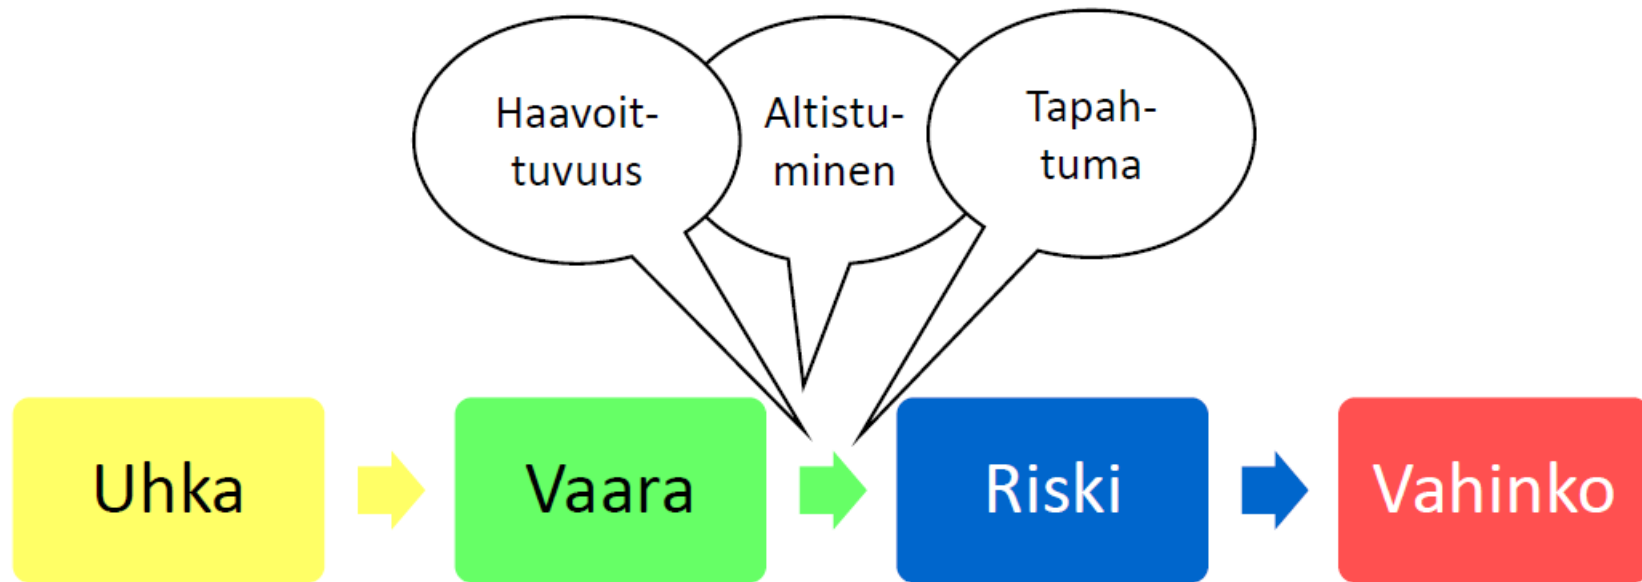 Haavoit-
tuvuus
Altistu-
minen
Tapah-
tuma
Uhka
Vaara
Riski
Vahinko